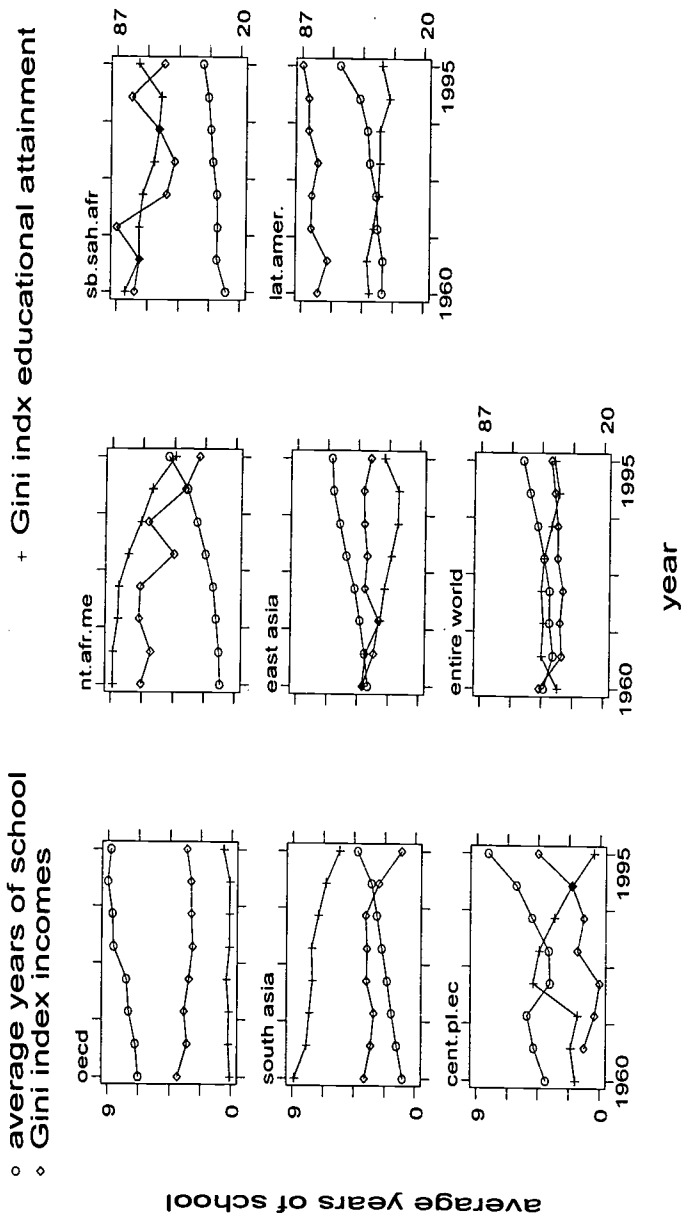 ○ average years of school
◇ Gini index incomes
+ Gini indx educational attainment
average years of school
oecd
9
0
nt.afr.me
sb.sah.afr
87
20
south asia
9
0
east asia
lat.amer.
87
20
1960
1995
cent.pl.ec
9
0
1960
1995
entire world
87
20
1960
1995
year